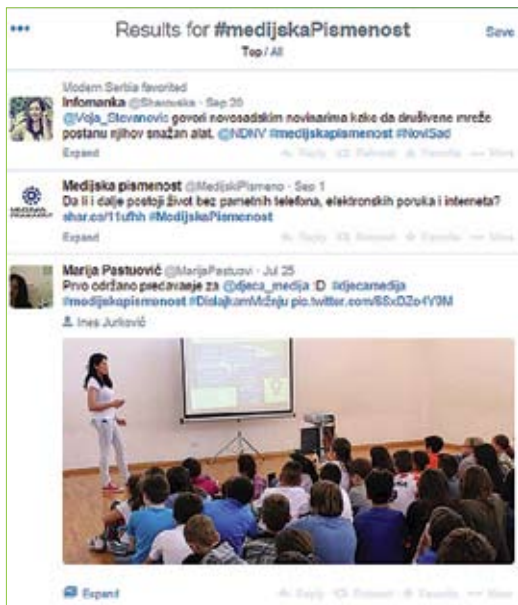 Results for #medijskaPismenost
Save
Top / All
Modern Serbia favorited
Infomanka @Sharovska · Sep 20
@Voja_Stevanovic govori novosadskim novinarima kako da društvene mreže
postanu njihov snažan alat. @NDNV #medijskapismenost #NoviSad
Expand
Reply Retweet Favorite More
Medijska pismenost @MedijskiPismeno · Sep 1
Da li i dalje postoji život bez pametnih telefona, elektronskih poruka i interneta?
shar.es/11ufhh #MedijskaPismenost
Expand
Reply Retweet Favorite More
Marija Pastuović @MarijaPastuovi · Jul 25
Prvo održano predavanje za @djeca_medija :D #djecamedija
#medijskapismenost #DislajkamMržnju
Ines Jurković
Expand
Reply Retweet Favorite More